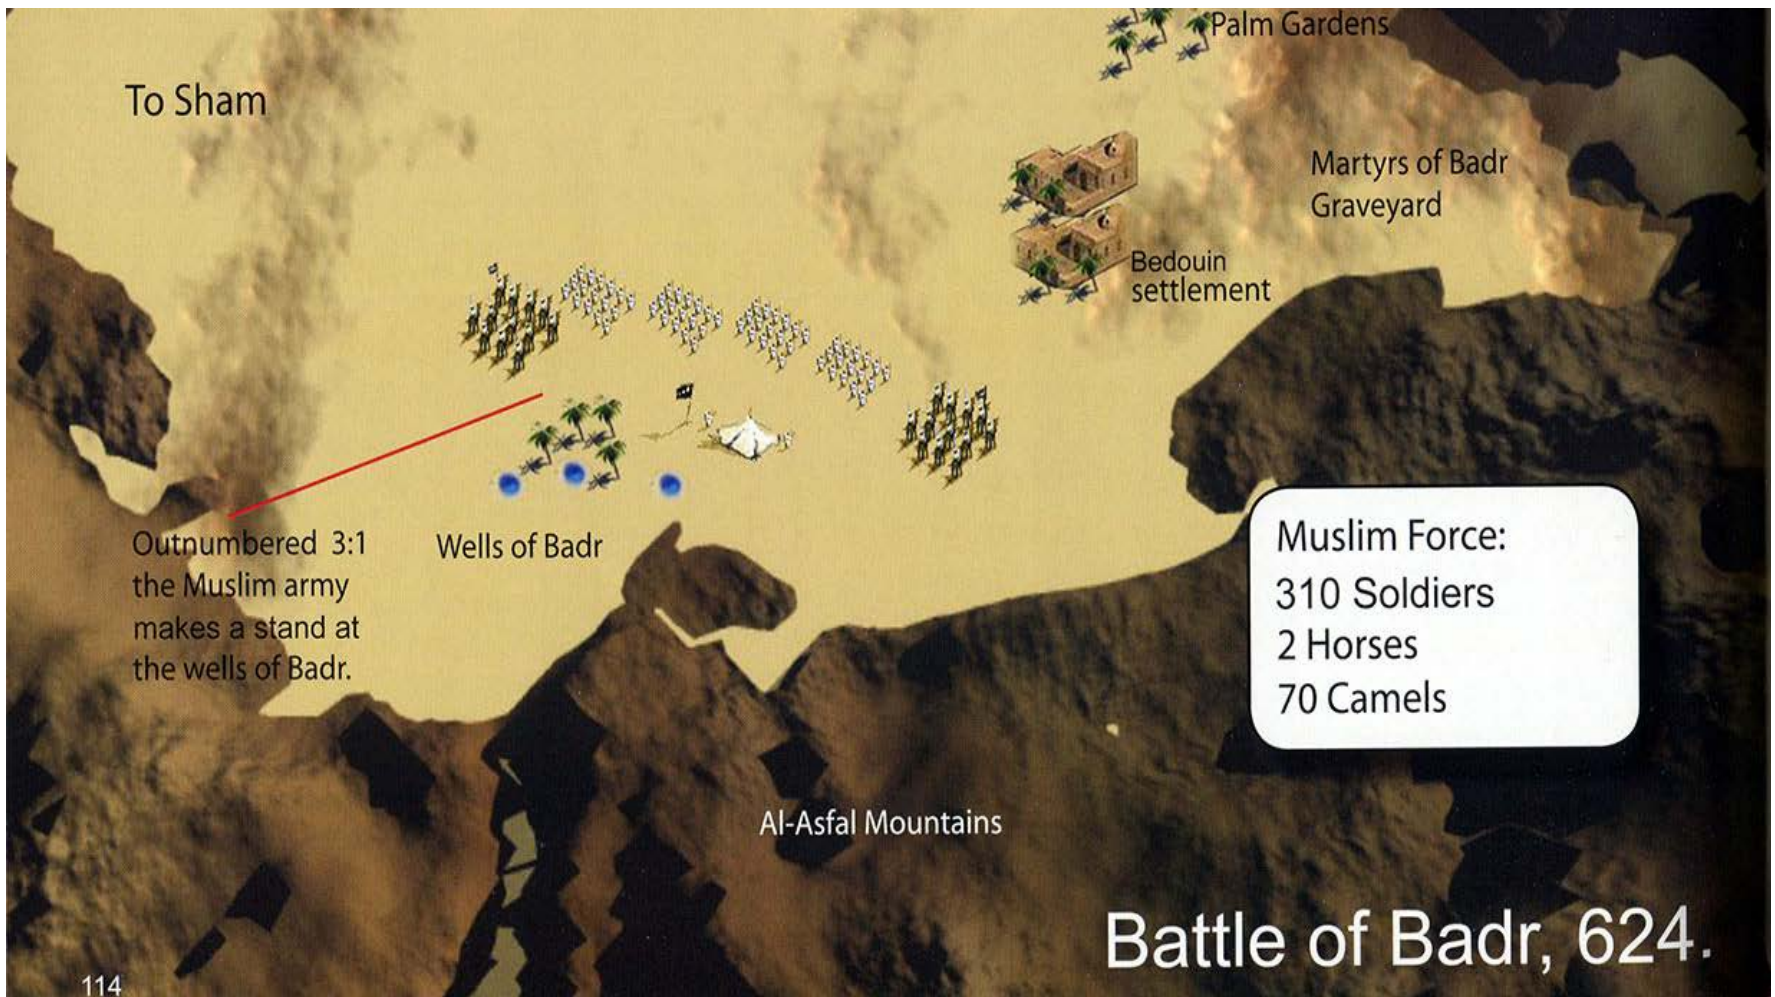 Palm Gardens
To Sham
Martyrs of Badr
Graveyard
Bedouin
settlement
Outnumbered 3:1
the Muslim army
makes a stand at
the wells of Badr.
Wells of Badr
Muslim Force:
310 Soldiers
2 Horses
70 Camels
Al-Asfal Mountains
Battle of Badr, 624.
114